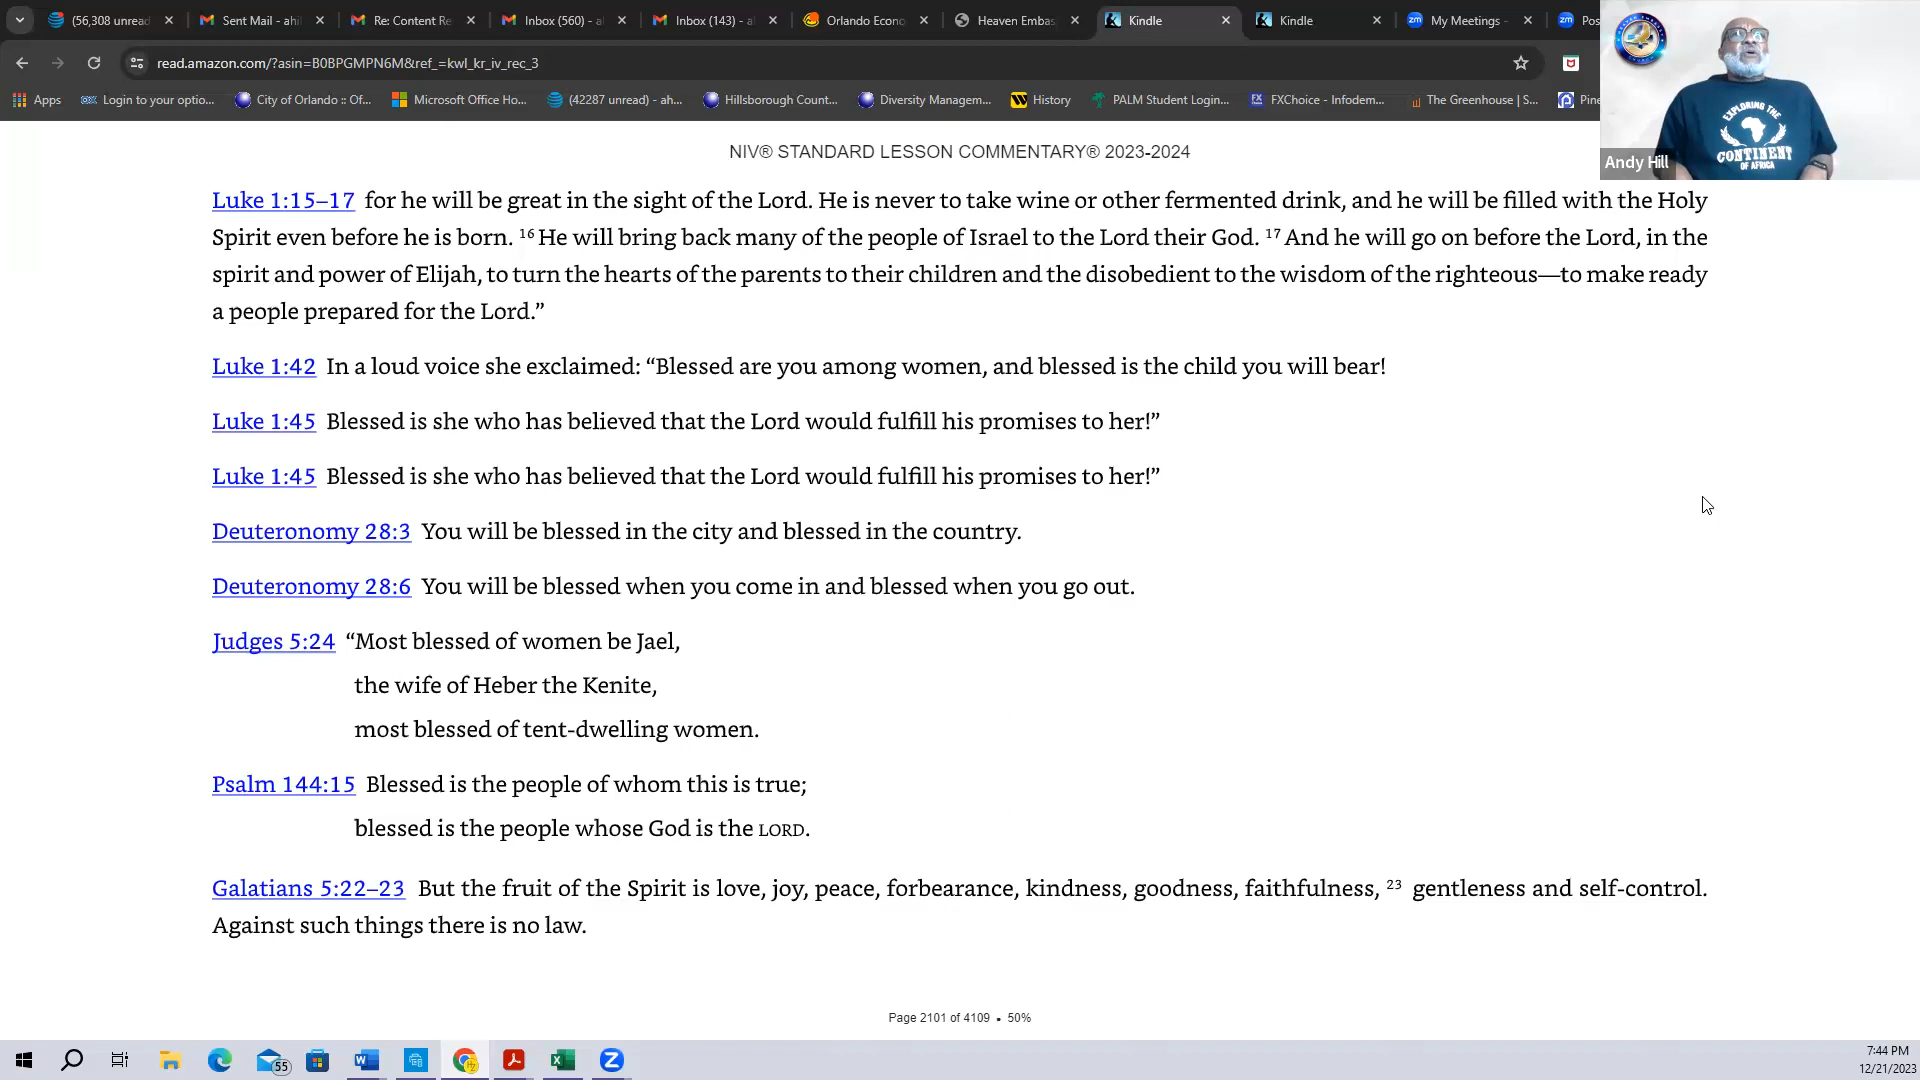 (56,308 unread
Sent Mail - ahi
Re: Content Re
Inbox (560) - a
Inbox (143) - a
Orlando Econo
Heaven Embas
Kindle
Kindle
My Meetings -
Pos
read.amazon.com/?asin=B0BPGMPN6M&ref_=kwl_kr_iv_rec_3
Apps
Login to your optio...
City of Orlando :: Of...
Microsoft Office Ho...
(42287 unread) - ah...
Hillsborough Count...
Diversity Managem...
History
PALM Student Login...
FXChoice - Infodem...
The Greenhouse | S...
Pine
EXPLORING THE
CONTINENT
OF AFRICA
Andy Hill
NIV® STANDARD LESSON COMMENTARY® 2023-2024
Luke 1:15–17 for he will be great in the sight of the Lord. He is never to take wine or other fermented drink, and he will be filled with the Holy
Spirit even before he is born. 16 He will bring back many of the people of Israel to the Lord their God. 17 And he will go on before the Lord, in the
spirit and power of Elijah, to turn the hearts of the parents to their children and the disobedient to the wisdom of the righteous—to make ready
a people prepared for the Lord.”
Luke 1:42 In a loud voice she exclaimed: “Blessed are you among women, and blessed is the child you will bear!
Luke 1:45 Blessed is she who has believed that the Lord would fulfill his promises to her!”
Luke 1:45 Blessed is she who has believed that the Lord would fulfill his promises to her!”
Deuteronomy 28:3 You will be blessed in the city and blessed in the country.
Deuteronomy 28:6 You will be blessed when you come in and blessed when you go out.
Judges 5:24 “Most blessed of women be Jael,
the wife of Heber the Kenite,
most blessed of tent-dwelling women.
Psalm 144:15 Blessed is the people of whom this is true;
blessed is the people whose God is the LORD.
Galatians 5:22–23 But the fruit of the Spirit is love, joy, peace, forbearance, kindness, goodness, faithfulness, 23 gentleness and self-control.
Against such things there is no law.
Page 2101 of 4109 • 50%
55
7:44 PM
12/21/2023